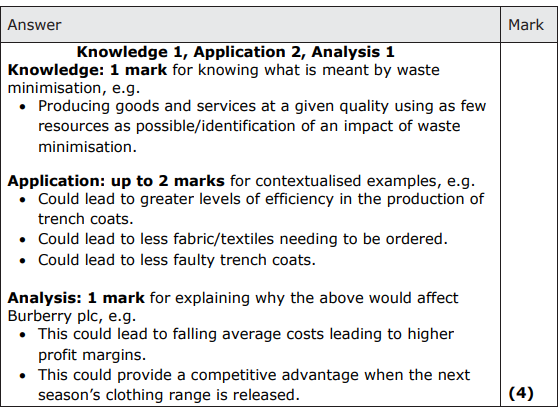 Answer Mark
Knowledge 1, Application 2, Analysis 1
Knowledge: 1 mark for knowing what is meant by waste
minimisation, e.g.
• Producing goods and services at a given quality using as few
resources as possible/identification of an impact of waste
minimisation.
Application: up to 2 marks for contextualised examples, e.g.
• Could lead to greater levels of efficiency in the production of
trench coats.
• Could lead to less fabric/textiles needing to be ordered.
• Could lead to less faulty trench coats.
Analysis: 1 mark for explaining why the above would affect
Burberry plc, e.g.
• This could lead to falling average costs leading to higher
profit margins.
• This could provide a competitive advantage when the next
season’s clothing range is released. (4)